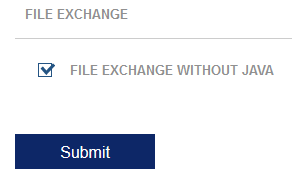 FILE EXCHANGE
FILE EXCHANGE WITHOUT JAVA
Submit